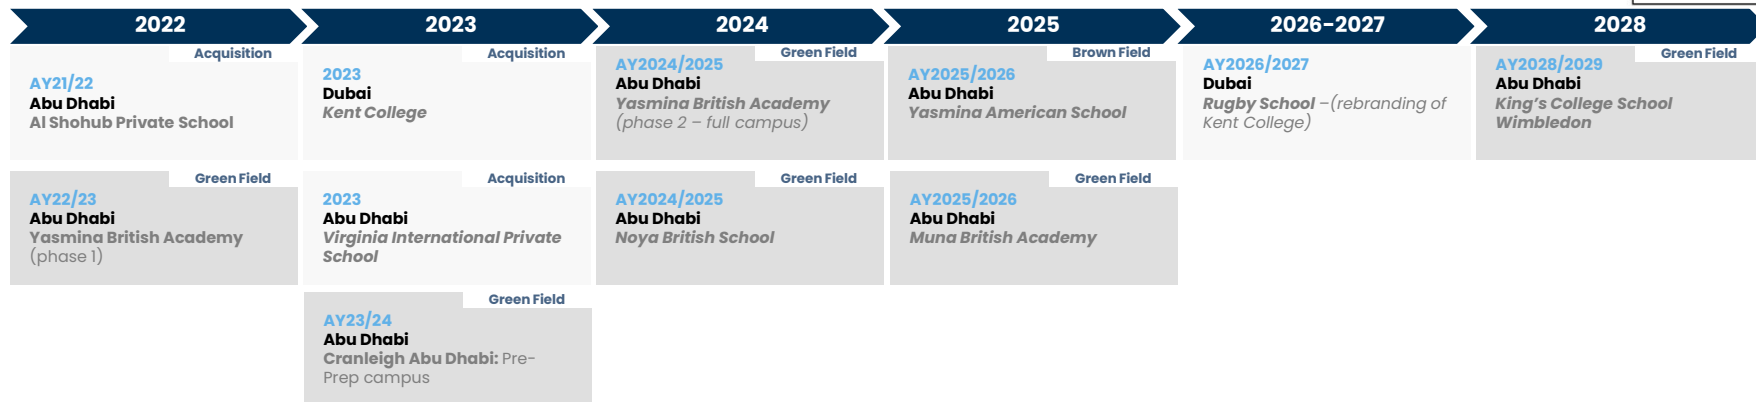 2022
2023
2024
2025
2026-2027
2028
Acquisition
AY21/22
Abu Dhabi
Al Shohub Private School
Acquisition
2023
Dubai
Kent College
Green Field
AY2024/2025
Abu Dhabi
Yasmina British Academy
(phase 2 – full campus)
Brown Field
AY2025/2026
Abu Dhabi
Yasmina American School
AY2026/2027
Dubai
Rugby School –(rebranding of
Kent College)
Green Field
AY2028/2029
Abu Dhabi
King's College School
Wimbledon
Green Field
AY22/23
Abu Dhabi
Yasmina British Academy
(phase 1)
Acquisition
2023
Abu Dhabi
Virginia International Private
School
Green Field
AY2024/2025
Abu Dhabi
Noya British School
Green Field
AY2025/2026
Abu Dhabi
Muna British Academy
Green Field
AY23/24
Abu Dhabi
Cranleigh Abu Dhabi: Pre-
Prep campus